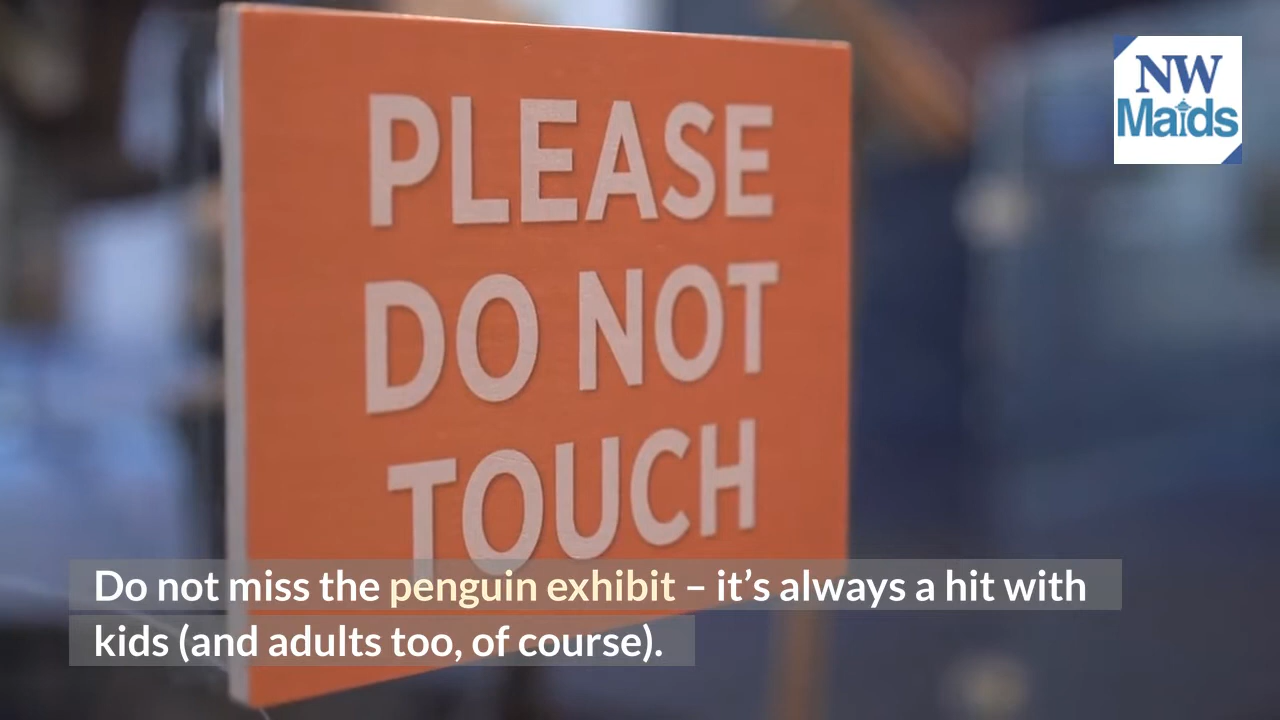 NW
Maids
PLEASE
DO NOT
TOUCH
Do not miss the penguin exhibit – it’s always a hit with
kids (and adults too, of course).